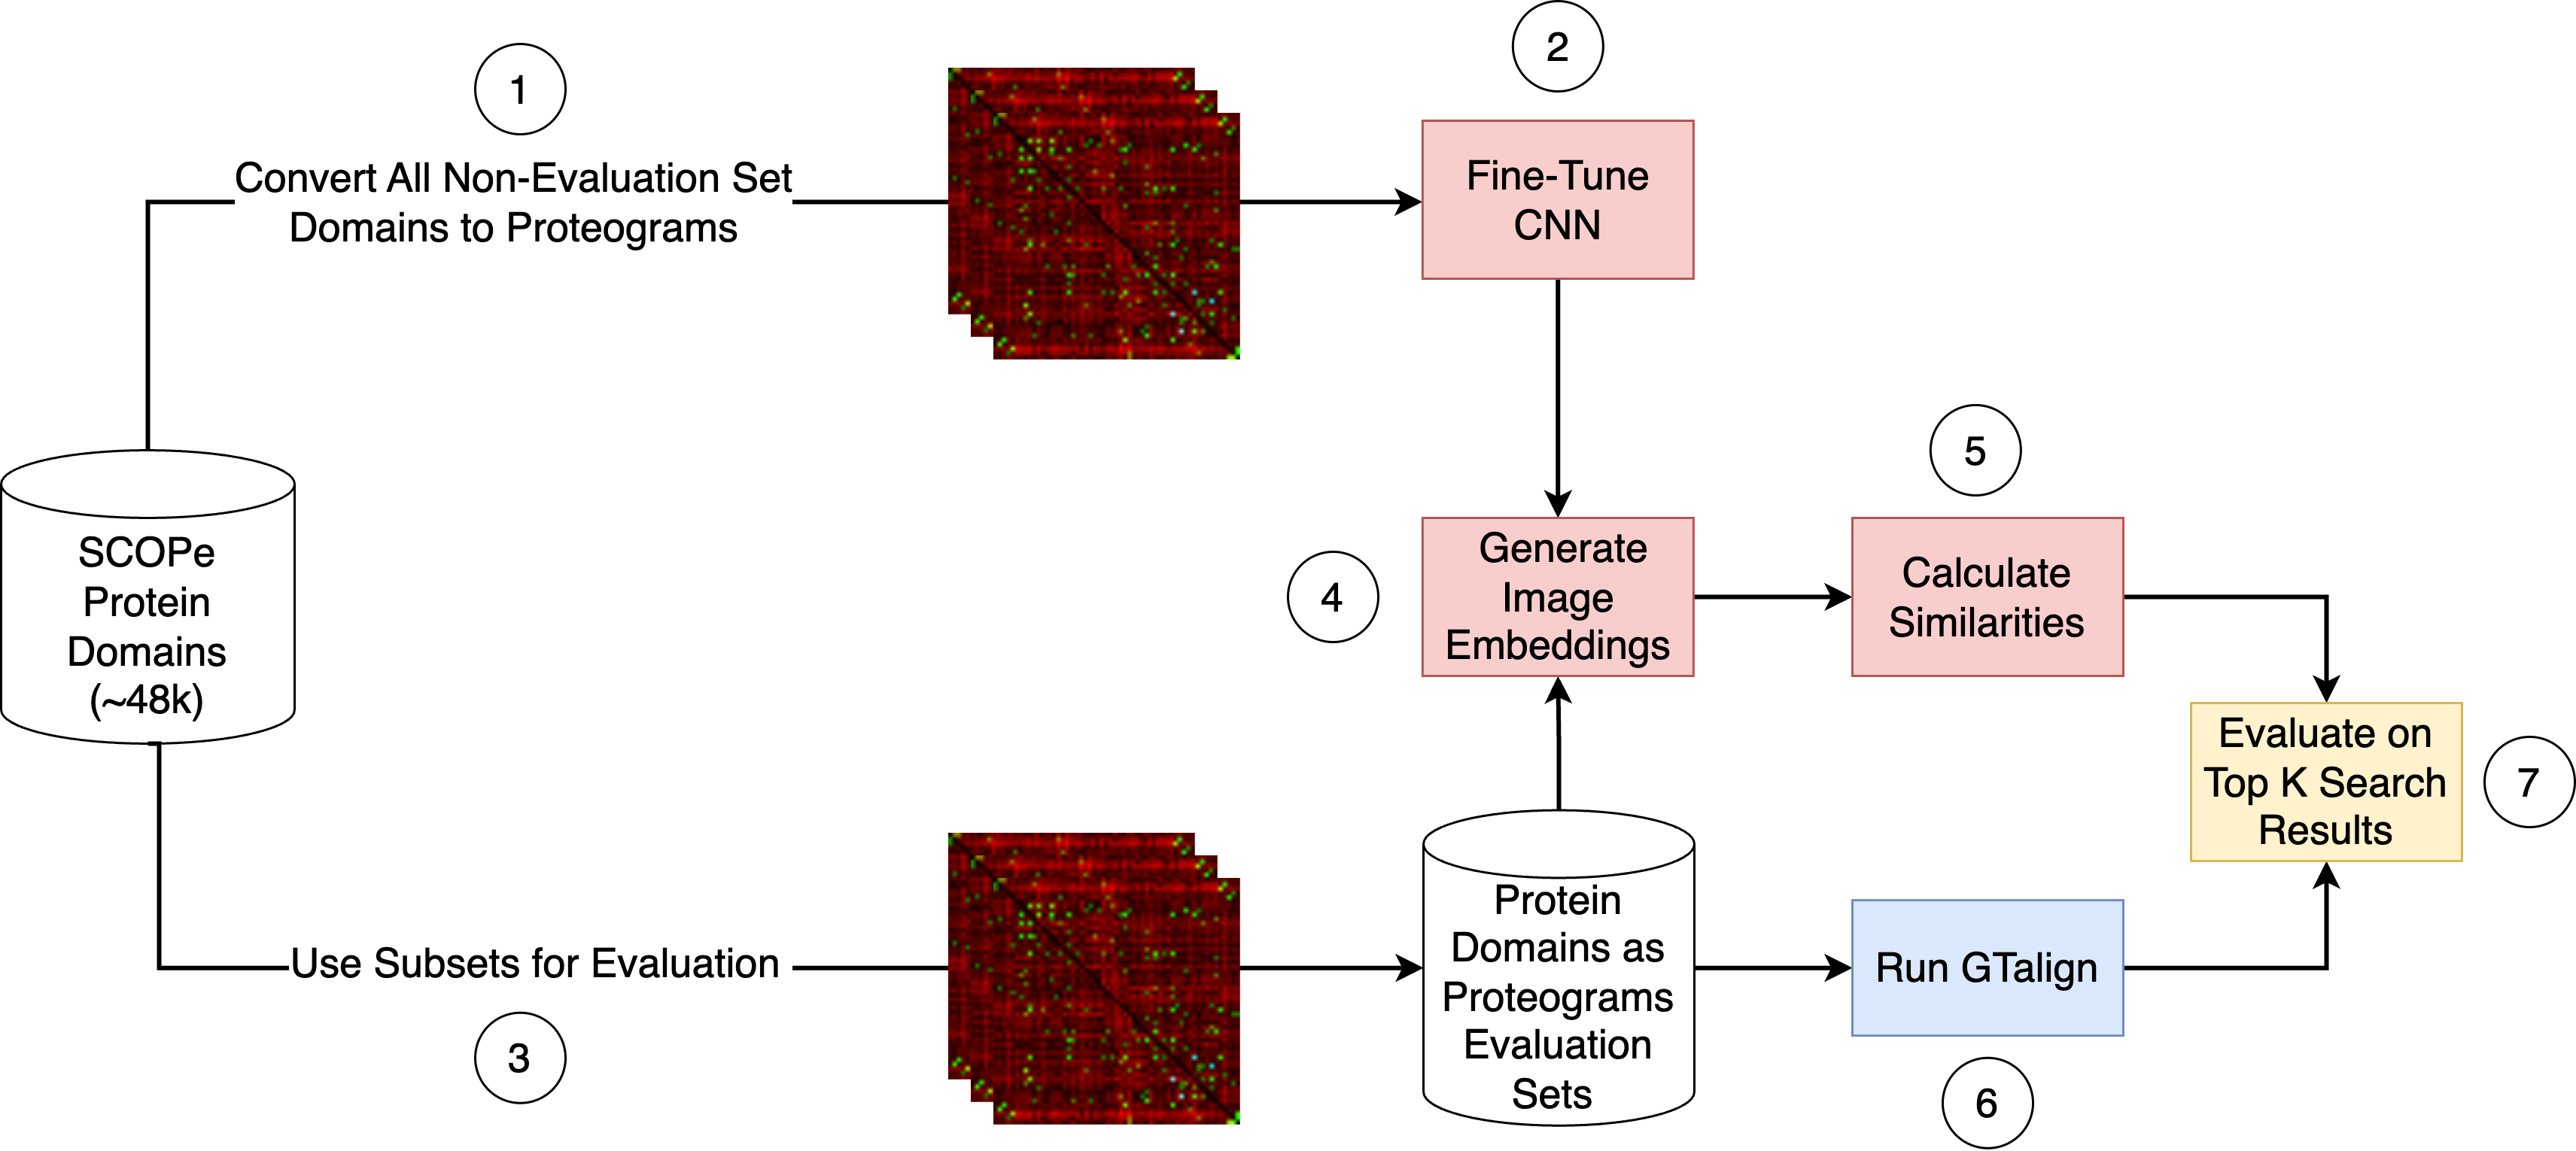 1
Convert All Non-Evaluation Set
Domains to Proteograms
2
Fine-Tune
CNN
SCOPe
Protein
Domains
(~48k)
3
Use Subsets for Evaluation
4
Generate
Image
Embeddings
5
Calculate
Similarities
Protein
Domains as
Proteograms
Evaluation
Sets
6
Run GTalign
7
Evaluate on
Top K Search
Results